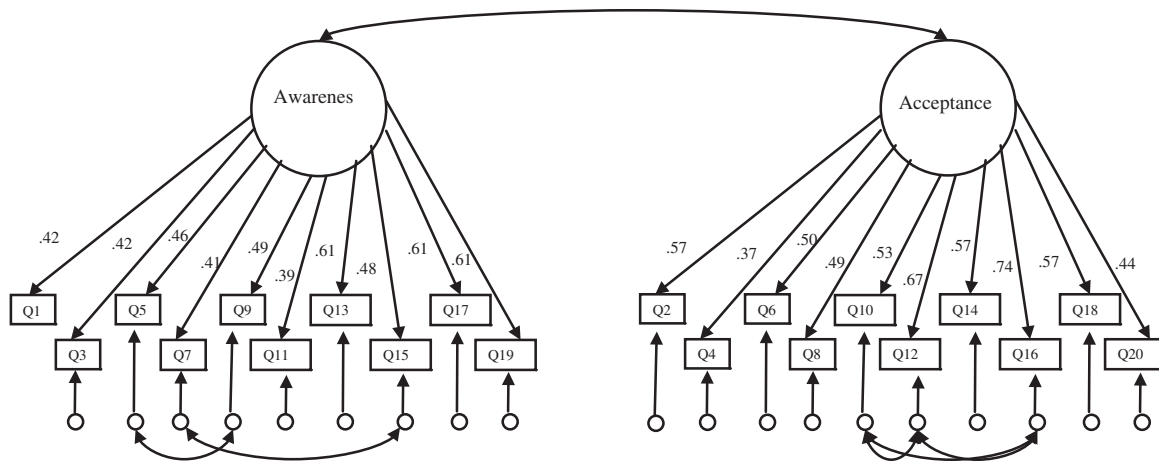 Awarenes
Acceptance
.42
.42
.46
.41
.49
.39
.61
.48
.61
.61
.57
.37
.50
.49
.53
.67
.57
.74
.57
.44
Q1
Q5
Q9
Q13
Q17
Q2
Q6
Q10
Q14
Q18
Q3
Q7
Q11
Q15
Q19
Q4
Q8
Q12
Q16
Q20